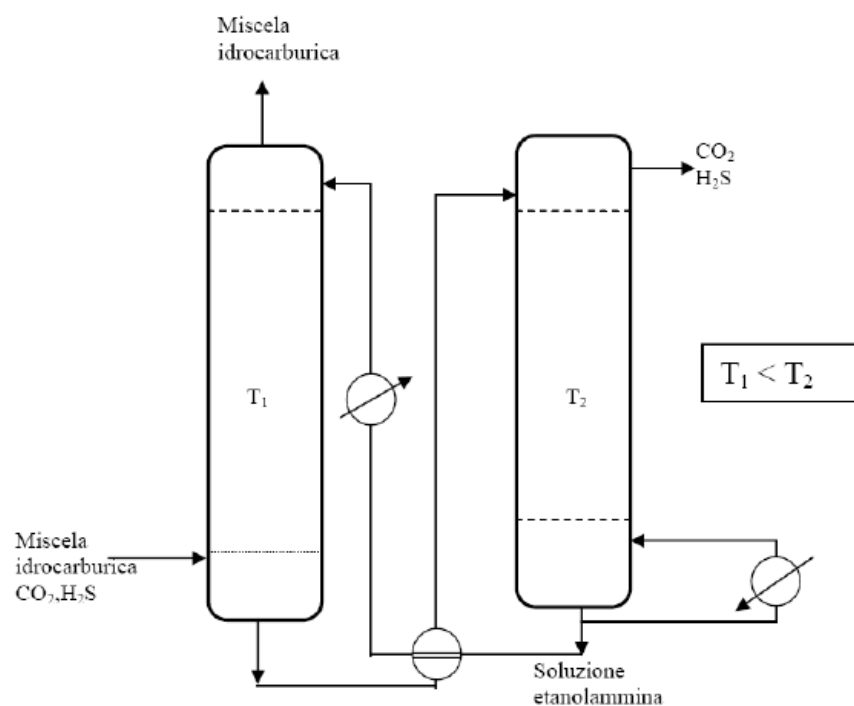 Miscela
idrocarburica
CO₂
H₂S
T₁ < T₂
T₁
T₂
Miscela
idrocarburica
CO₂,H₂S
Soluzione
etanolammina